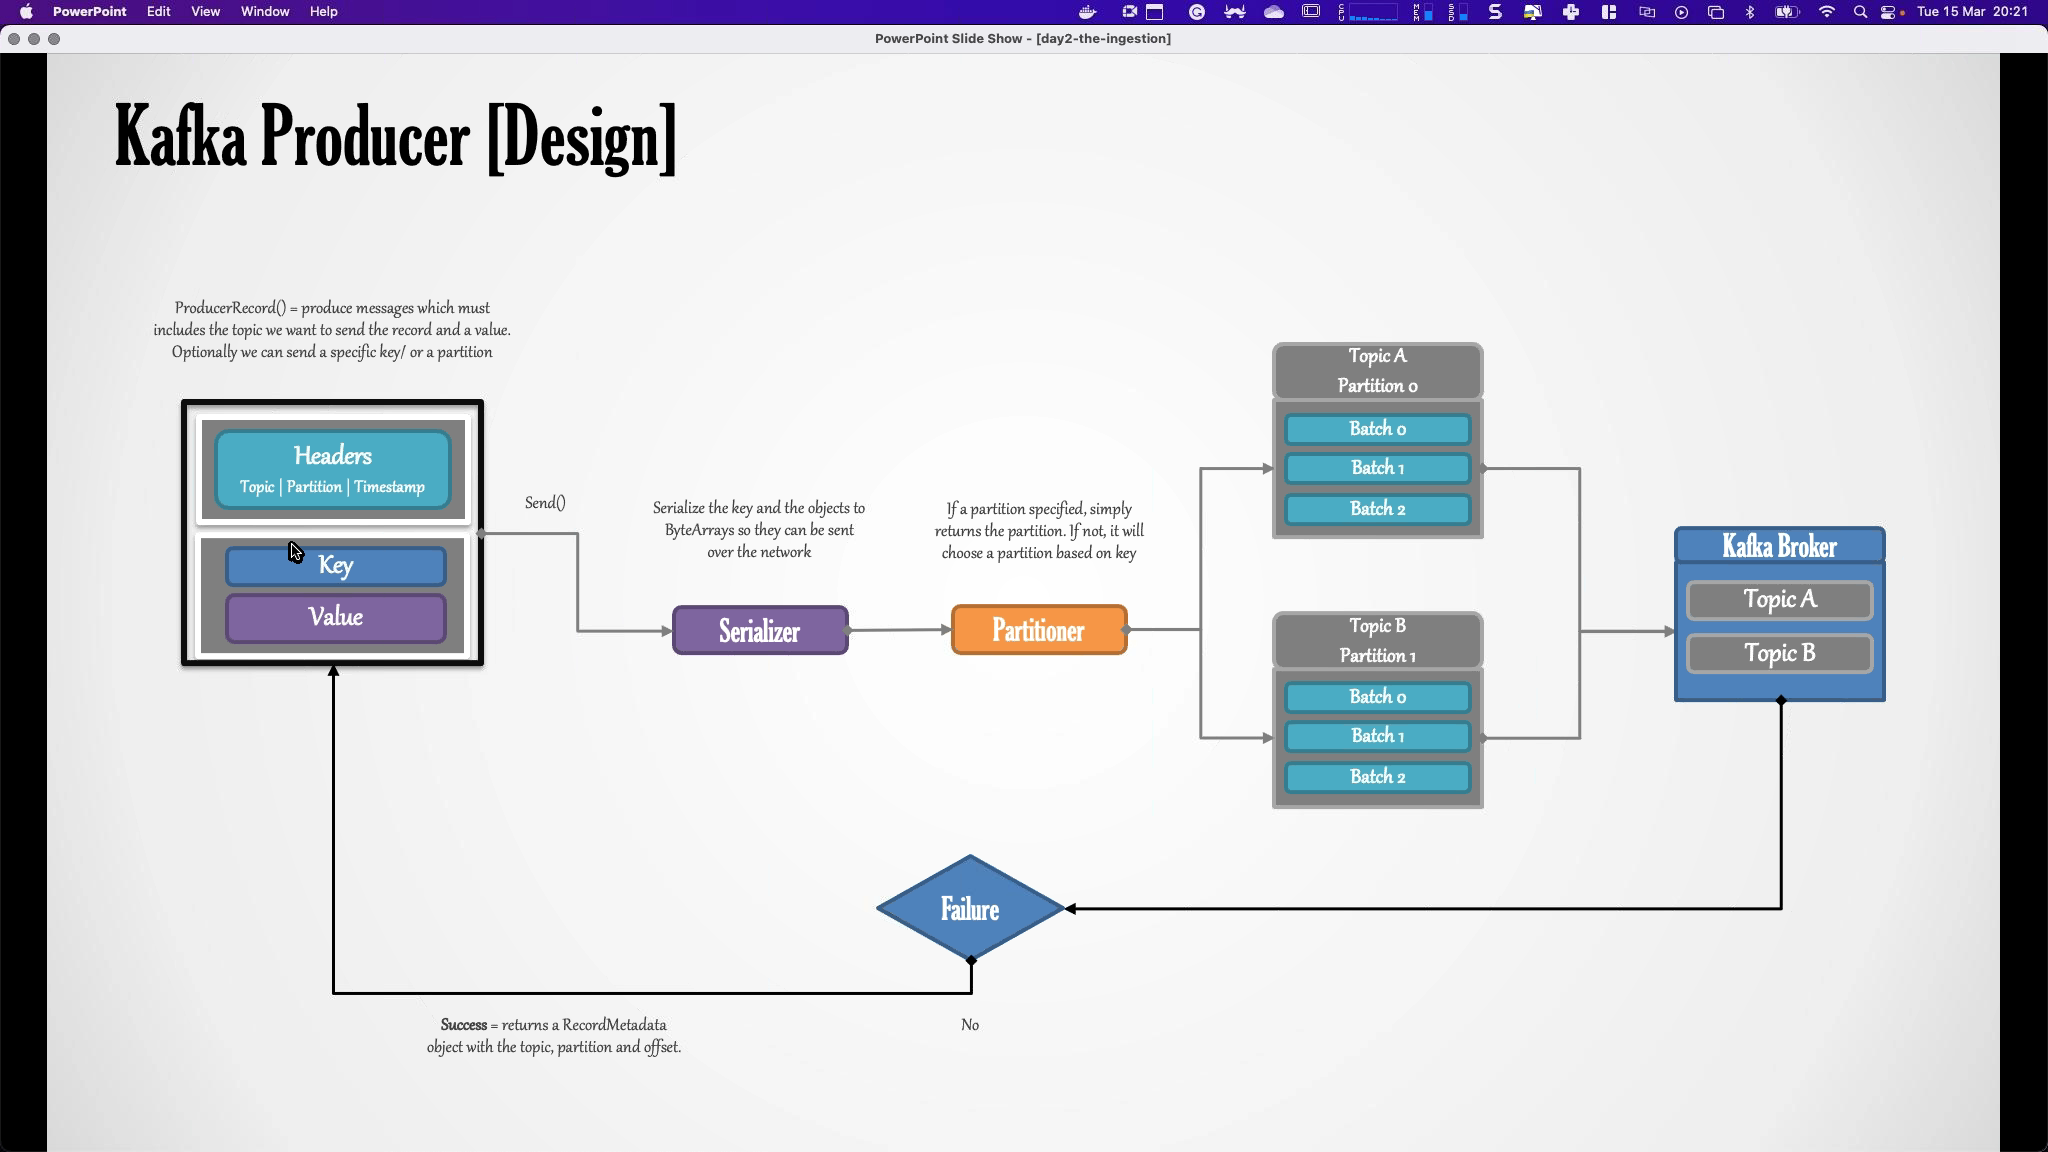 PowerPoint Edit View Window Help
CPU MEM SSD Tue 15 Mar 20:21
PowerPoint Slide Show - [day2-the-ingestion]
Kafka Producer [Design]
ProducerRecord() = produce messages which must
includes the topic we want to send the record and a value.
Optionally we can send a specific key/ or a partition
Headers
Topic | Partition | Timestamp
Key
Value
Send()
Serialize the key and the objects to
ByteArrays so they can be sent
over the network
Serializer
If a partition specified, simply
returns the partition. If not, it will
choose a partition based on key
Partitioner
Topic A
Partition 0
Batch 0
Batch 1
Batch 2
Topic B
Partition 1
Batch 0
Batch 1
Batch 2
Kafka Broker
Topic A
Topic B
Failure
No
Success = returns a RecordMetadata
object with the topic, partition and offset.